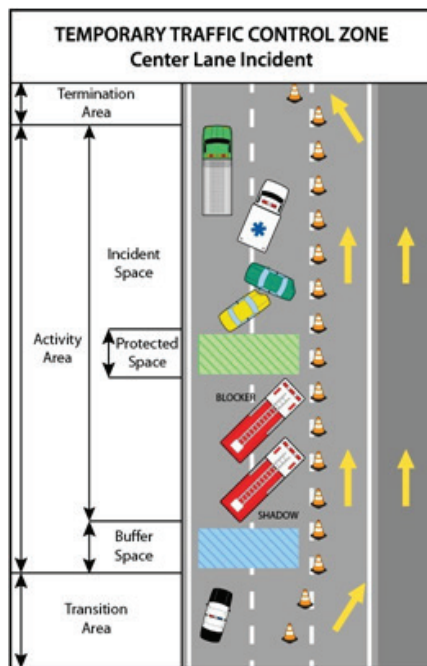 TEMPORARY TRAFFIC CONTROL ZONE
Center Lane Incident
Termination
Area
Incident
Space
Activity
Area
Protected
Space
BLOCKER
SHADOW
Buffer
Space
Transition
Area